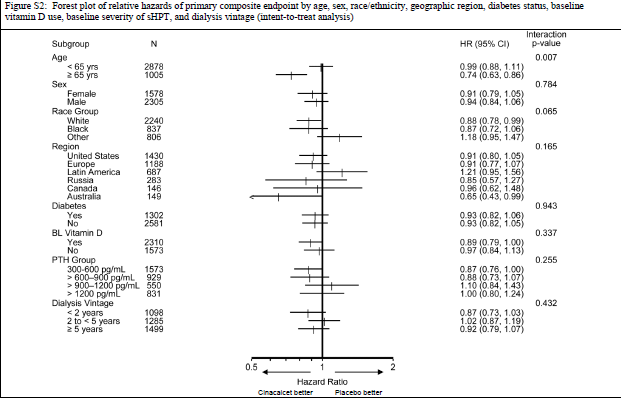 Figure S2: Forest plot of relative hazards of primary composite endpoint by age, sex, race/ethnicity, geographic region, diabetes status, baseline
vitamin D use, baseline severity of sHPT, and dialysis vintage (intent-to-treat analysis)
Subgroup N HR (95% CI) Interaction p-value
Age 0.007
< 65 yrs 2878 0.99 (0.88, 1.11)
≥ 65 yrs 1005 0.74 (0.63, 0.86)
Sex 0.784
Female 1578 0.91 (0.79, 1.05)
Male 2305 0.94 (0.84, 1.06)
Race Group 0.065
White 2240 0.88 (0.78, 0.99)
Black 837 0.87 (0.72, 1.06)
Other 806 1.18 (0.95, 1.47)
Region 0.165
United States 1430 0.91 (0.80, 1.05)
Europe 1188 0.91 (0.77, 1.07)
Latin America 687 1.21 (0.95, 1.56)
Russia 283 0.85 (0.57, 1.27)
Canada 146 0.96 (0.62, 1.48)
Australia 149 0.65 (0.43, 0.99)
Diabetes 0.943
Yes 1302 0.93 (0.82, 1.06)
No 2581 0.93 (0.82, 1.05)
BL Vitamin D 0.337
Yes 2310 0.89 (0.79, 1.00)
No 1573 0.97 (0.84, 1.13)
PTH Group 0.255
300-600 pg/mL 1573 0.87 (0.76, 1.00)
> 600–900 pg/mL 929 0.88 (0.73, 1.07)
> 900–1200 pg/mL 550 1.10 (0.84, 1.43)
> 1200 pg/mL 831 1.00 (0.80, 1.24)
Dialysis Vintage 0.432
< 2 years 1098 0.87 (0.73, 1.03)
2 to < 5 years 1285 1.02 (0.87, 1.19)
≥ 5 years 1499 0.92 (0.79, 1.07)
0.5 1 2
Hazard Ratio
Cinacalcet better Placebo better